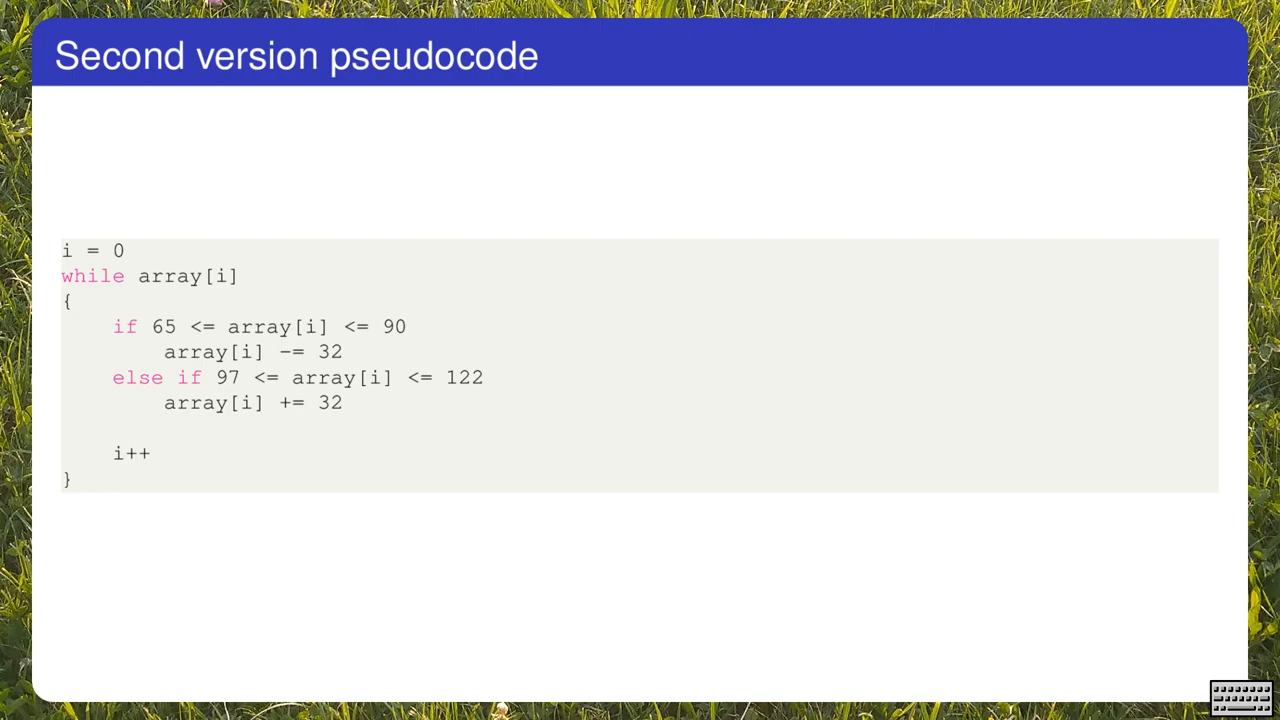 Second version pseudocode
i = 0
while array[i]
{
    if 65 <= array[i] <= 90
        array[i] -= 32
    else if 97 <= array[i] <= 122
        array[i] += 32

    i++
}